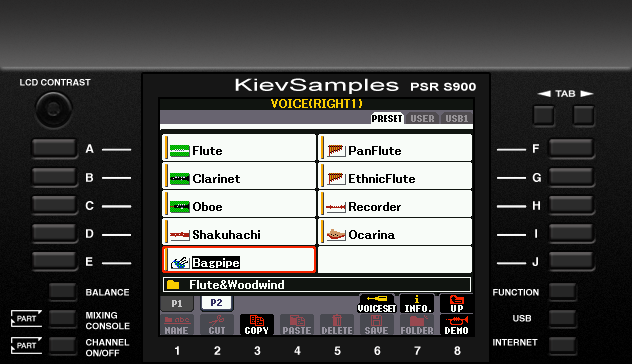 LCD CONTRAST
KievSamples PSR S900
◄ TAB ►
VOICE(RIGHT1)
PRESET USER USB1
A Flute PanFlute F
B Clarinet EthnicFlute G
C Oboe Recorder H
D Shakuhachi Ocarina I
E Bagpipe J
Flute&Woodwind
BALANCE P1 P2 VOICESET INFO. UP FUNCTION
PART MIXING CONSOLE NAME CUT COPY PASTE DELETE SAVE FOLDER DEMO USB
PART CHANNEL ON/OFF 1 2 3 4 5 6 7 8 INTERNET